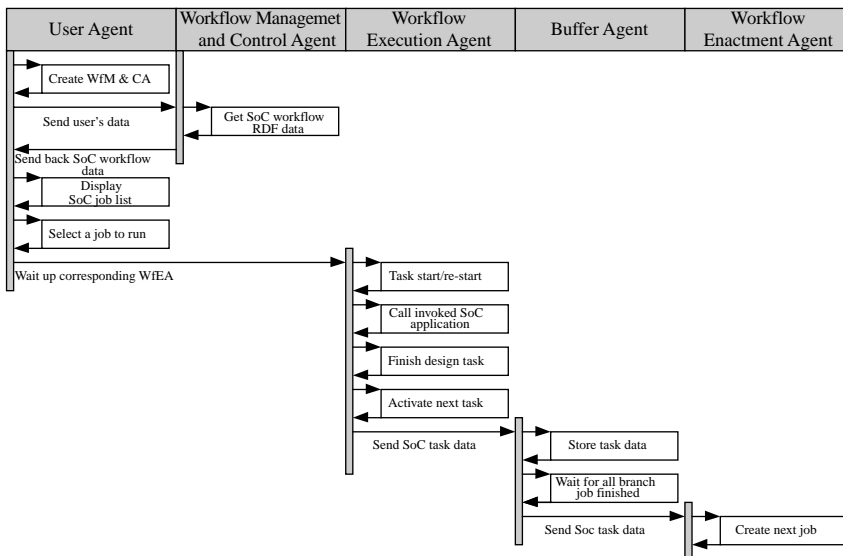 User Agent
Workflow Managemet
and Control Agent
Workflow
Execution Agent
Buffer Agent
Workflow
Enactment Agent
Create WfM & CA
Send user's data
Get SoC workflow
RDF data
Send back SoC workflow
data
Display
SoC job list
Select a job to run
Wait up corresponding WfEA
Task start/re-start
Call invoked SoC
application
Finish design task
Activate next task
Send SoC task data
Store task data
Wait for all branch
job finished
Send Soc task data
Create next job